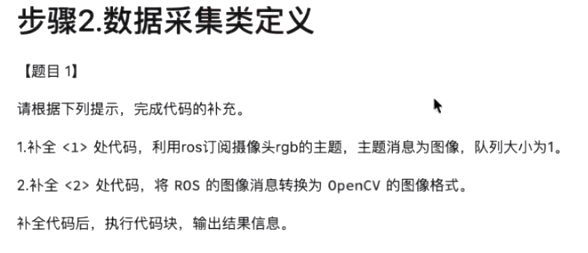 步骤2.数据采集类定义
【题目 1】
请根据下列提示，完成代码的补充。
1.补全 <1> 处代码，利用ros订阅摄像头rgb的主题，主题消息为图像，队列大小为1。
2.补全 <2> 处代码，将 ROS 的图像消息转换为 OpenCV 的图像格式。
补全代码后，执行代码块，输出结果信息。